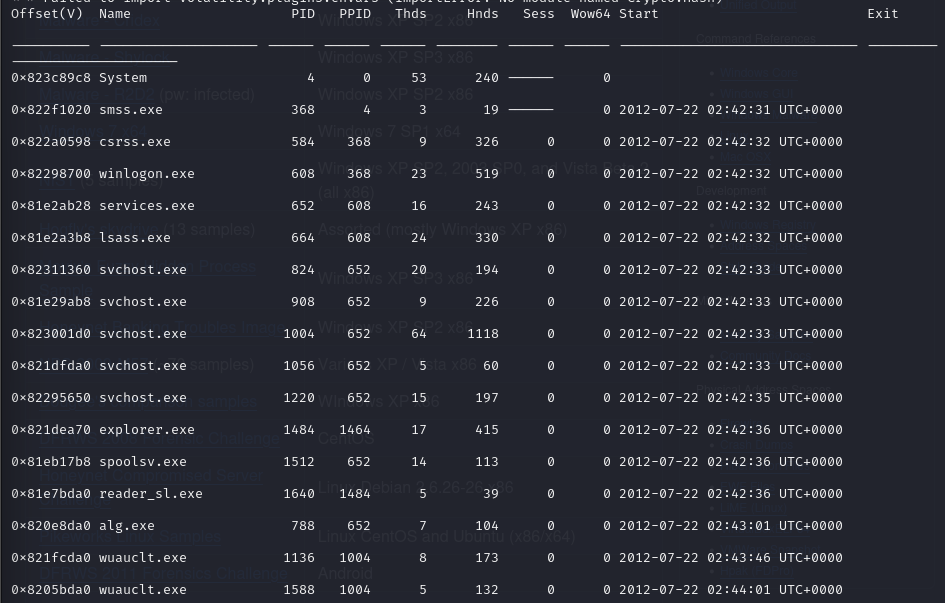 Failed to import volatility.plugins.envars (ImportError: No module named Crypto.Hash)
Offset(V) Name PID PPID Thds Hnds Sess Wow64 Start Exit
0×823c89c8 System 4 0 53 240 ------ 0
0×822f1020 smss.exe 368 4 3 19 ------ 0 2012-07-22 02:42:31 UTC+0000
0×822a0598 csrss.exe 584 368 9 326 0 0 2012-07-22 02:42:32 UTC+0000
0×82298700 winlogon.exe 608 368 23 519 0 0 2012-07-22 02:42:32 UTC+0000
0×81e2ab28 services.exe 652 608 16 243 0 0 2012-07-22 02:42:32 UTC+0000
0×81e2a3b8 lsass.exe 664 608 24 330 0 0 2012-07-22 02:42:32 UTC+0000
0×82311360 svchost.exe 824 652 20 194 0 0 2012-07-22 02:42:33 UTC+0000
0×81e29ab8 svchost.exe 908 652 9 226 0 0 2012-07-22 02:42:33 UTC+0000
0×823001d0 svchost.exe 1004 652 64 1118 0 0 2012-07-22 02:42:33 UTC+0000
0×821dfda0 svchost.exe 1056 652 5 60 0 0 2012-07-22 02:42:33 UTC+0000
0×82295650 svchost.exe 1220 652 15 197 0 0 2012-07-22 02:42:35 UTC+0000
0×821dea70 explorer.exe 1484 1464 17 415 0 0 2012-07-22 02:42:36 UTC+0000
0×81eb17b8 spoolsv.exe 1512 652 14 113 0 0 2012-07-22 02:42:36 UTC+0000
0×81e7bda0 reader_sl.exe 1640 1484 5 39 0 0 2012-07-22 02:42:36 UTC+0000
0×820e8da0 alg.exe 788 652 7 104 0 0 2012-07-22 02:43:01 UTC+0000
0×821fcda0 wuauclt.exe 1136 1004 8 173 0 0 2012-07-22 02:43:46 UTC+0000
0×8205bda0 wuauclt.exe 1588 1004 5 132 0 0 2012-07-22 02:44:01 UTC+0000